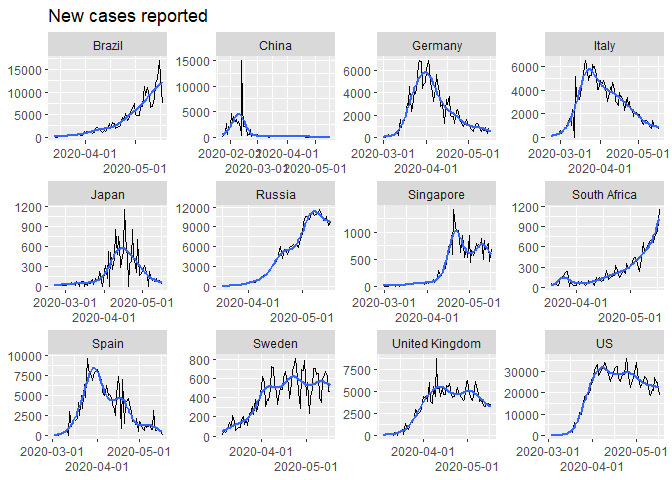 New cases reported
Brazil China Germany Italy
15000 15000 6000 6000
10000 10000 4000 4000
5000 5000 2000 2000
0 0 0 0
2020-04-01 2020-02-01 2020-04-01 2020-03-01 2020-05-01 2020-03-01 2020-05-01
2020-05-01 2020-03-01 2020-05-01 2020-04-01 2020-04-01
Japan Russia Singapore South Africa
1200 12000 1200
900 9000 1000 900
600 6000 500 600
300 3000 300
0 0 0 0
2020-03-01 2020-05-01 2020-04-01 2020-03-01 2020-05-01 2020-04-01
2020-04-01 2020-05-01 2020-04-01 2020-05-01
Spain Sweden United Kingdom US
10000 800 7500 30000
7500 600 5000 20000
5000 400 2500 10000
2500 200 0 0
0 0
2020-03-01 2020-05-01 2020-04-01 2020-04-01 2020-03-01 2020-05-01
2020-04-01 2020-05-01 2020-05-01 2020-04-01